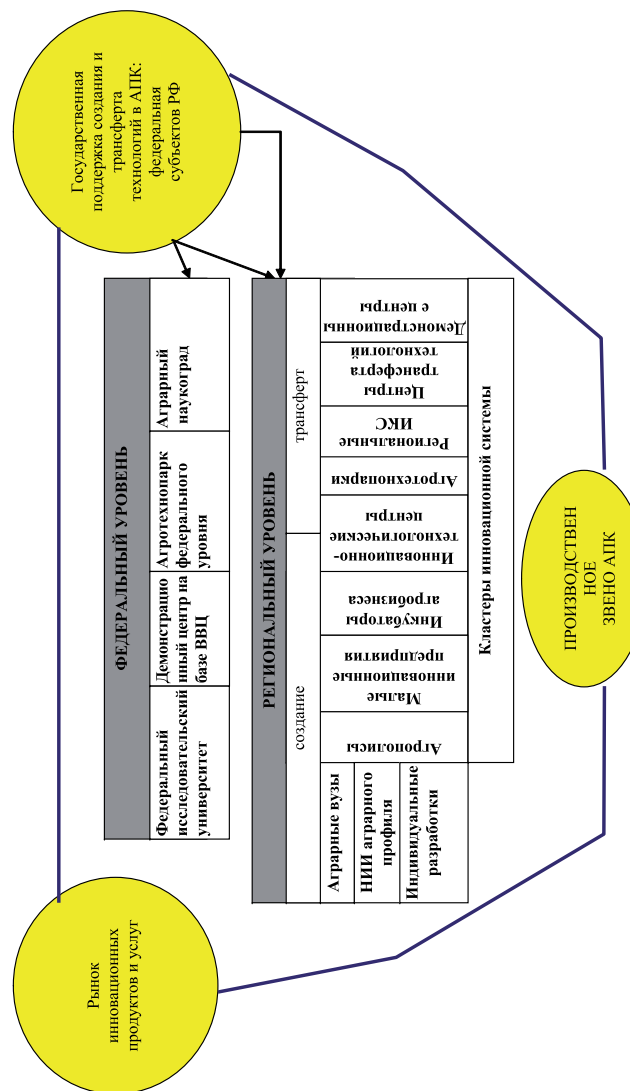 Рынок
инновационных
продуктов и услуг
Государственная
поддержка создания и
трансферта
технологий в АПК:
федеральная
субъектов РФ
ФЕДЕРАЛЬНЫЙ УРОВЕНЬ
Федеральный
исследовательский
университет
Демонстрацио
нный центр на
базе ВВЦ
Агротехнопарк
федерального
уровня
Аграрный
наукоград
РЕГИОНАЛЬНЫЙ УРОВЕНЬ
создание
трансферт
Аграрные вузы
НИИ аграрного
профиля
Индивидуальные
разработки
Агрополисы
Малые
инновационные
предприятия
Инкубаторы
агробизнеса
Инновационно-
технологические
центры
Агротехнопарки
Региональные
ИКС
Центры
трансферта
технологий
Демонстрационны
е центры
Кластеры инновационной системы
ПРОИЗВОДСТВЕН
НОЕ
ЗВЕНО АПК